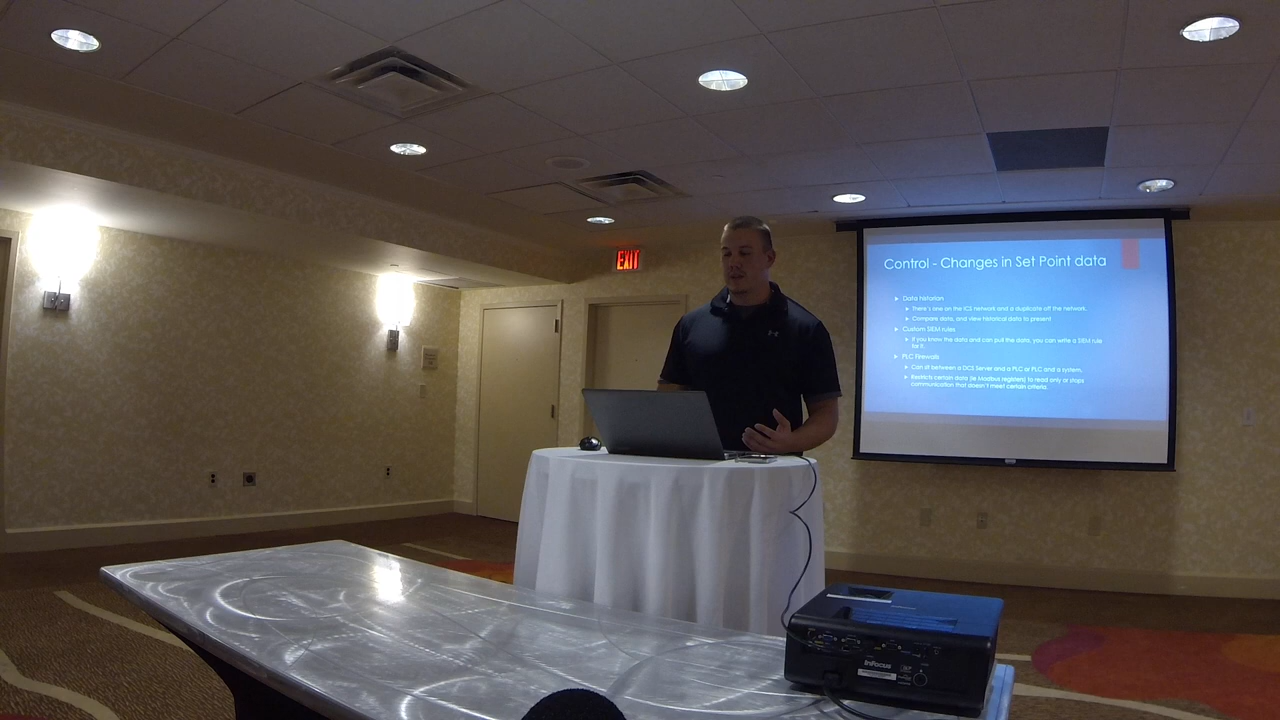 EXIT
Control - Changes in Set Point data
Data historian
There's one on the ICS network and a duplicate off the network.
Compare data, and view historical data to present
Custom SIEM rules
If you know the data and can pull the data, you can write a SIEM rule
for it.
PLC Firewalls
Can sit between a DCS Server and a PLC or PLC and a system.
Restricts certain data (ie Modbus registers) to read only or stops
communication that doesn't meet certain criteria.
InFocus